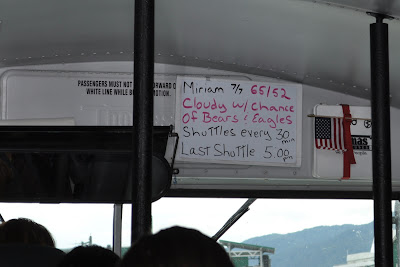 PASSENGERS MUST NOT
WHITE LINE WHILE
MOTION.
Miriam 7/7 65/52
Cloudy w/ Chance
of Bears & Eagles
Shuttles every 30 min
Last Shuttle 5:00 pm